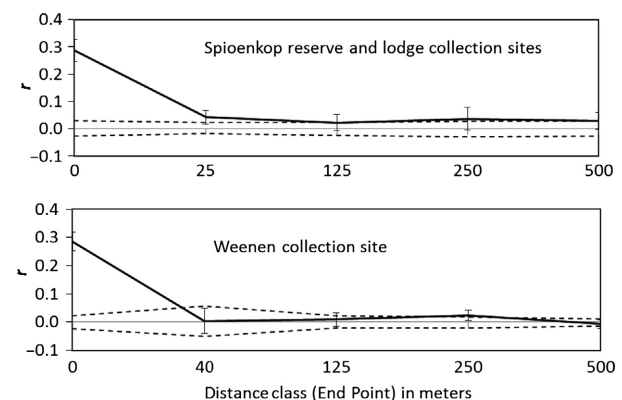 0.4
Spioenkop reserve and lodge collection sites
0.3
0.2
r
0.1
0.0
−0.1
0 25 125 250 500
0.4
Weenen collection site
0.3
0.2
r
0.1
0.0
−0.1
0 40 125 250 500
Distance class (End Point) in meters